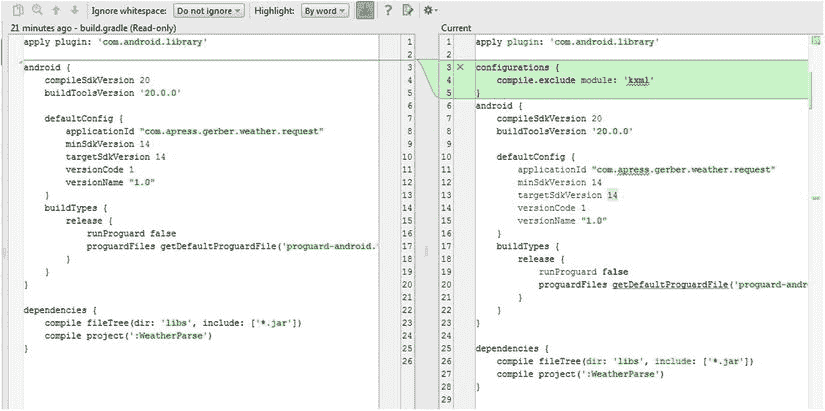 Ignore whitespace: Do not ignore Highlight: By word
21 minutes ago - build.gradle (Read-only)
apply plugin: 'com.android.library'
android {
compileSdkVersion 20
buildToolsVersion '20.0.0'
defaultConfig {
applicationId "com.apress.gerber.weather.request"
minSdkVersion 14
targetSdkVersion 14
versionCode 1
versionName "1.0"
}
buildTypes {
release {
runProguard false
proguardFiles getDefaultProguardFile('proguard-android.
}
}
}
dependencies {
compile fileTree(dir: 'libs', include: ['*.jar'])
compile project(':WeatherParse')
}
1
2
3
4
5
6
7
8
9
10
11
12
13
14
15
16
17
18
19
20
21
22
23
24
25
26
Current
1 apply plugin: 'com.android.library'
2
3 configurations {
4 compile.exclude module: 'kxml'
5 }
6 android {
7 compileSdkVersion 20
8 buildToolsVersion '20.0.0'
9
10 defaultConfig {
11 applicationId "com.apress.gerber.weather.request"
12 minSdkVersion 14
13 targetSdkVersion 14
14 versionCode 1
15 versionName "1.0"
16 }
17 buildTypes {
18 release {
19 runProguard false
20 proguardFiles getDefaultProguardFile('proguard-andro
21 }
22 }
23 }
24
25 dependencies {
26 compile fileTree(dir: 'libs', include: ['*.jar'])
27 compile project(':WeatherParse')
28 }
29